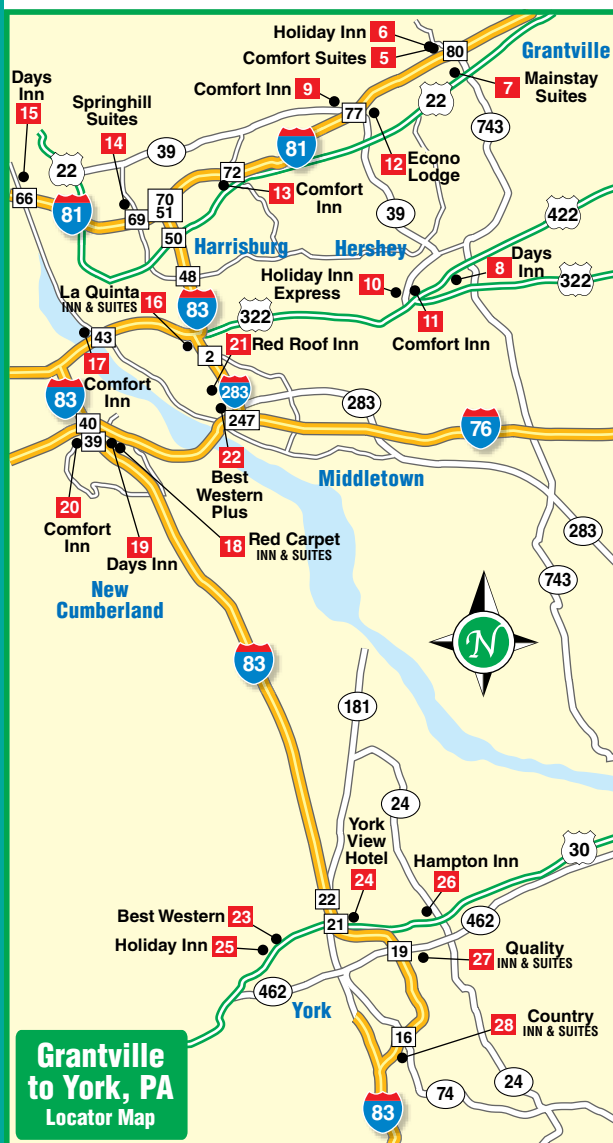 Holiday Inn 6
Comfort Suites 5
80
Grantville
7 Mainstay
Suites
Days
Inn
15
Springhill
Suites
14
Comfort Inn 9
77
22
743
12 Econo
Lodge
22
39
81
72
13 Comfort
Inn
39
66
81
69
70
51
50
Harrisburg
Hershey
422
48
Holiday Inn
Express
10
8 Days
Inn
322
La Quinta
INN & SUITES
16
83
322
11
Comfort Inn
43
21 Red Roof Inn
2
17
Comfort
Inn
83
283
283
40
39
247
76
22
Best
Western
Plus
Middletown
20
Comfort
Inn
19
Days Inn
18 Red Carpet
INN & SUITES
283
743
New
Cumberland
N
83
181
24
York
View
Hotel
24
30
Hampton Inn
26
22
21
Best Western 23
Holiday Inn 25
462
19
27 Quality
INN & SUITES
462
York
28 Country
INN & SUITES
16
Grantville
to York, PA
Locator Map
83
74
24